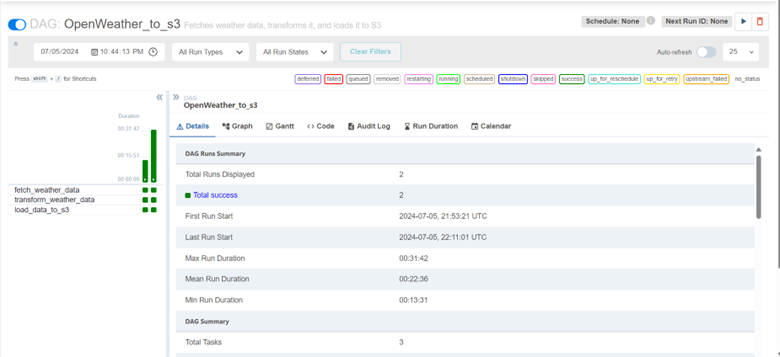 DAG: OpenWeather_to_s3 Fetches weather data, transforms it, and loads it to S3 Schedule: None Next Run ID: None
07/05/2024 10:44:13 PM All Run Types All Run States Clear Filters Auto-refresh 25
Press shift + / for Shortcuts deferred failed queued removed restarting running scheduled shutdown skipped success up_for_reschedule up_for_retry upstream_failed no_status
DAG
OpenWeather_to_s3
Duration
00:31:42
00:15:51
00:00:00
fetch_weather_data
transform_weather_data
load_data_to_s3
Details Graph Gantt <> Code Audit Log Run Duration Calendar
DAG Runs Summary
Total Runs Displayed 2
Total success 2
First Run Start 2024-07-05, 21:53:21 UTC
Last Run Start 2024-07-05, 22:11:01 UTC
Max Run Duration 00:31:42
Mean Run Duration 00:22:36
Min Run Duration 00:13:31
DAG Summary
Total Tasks 3